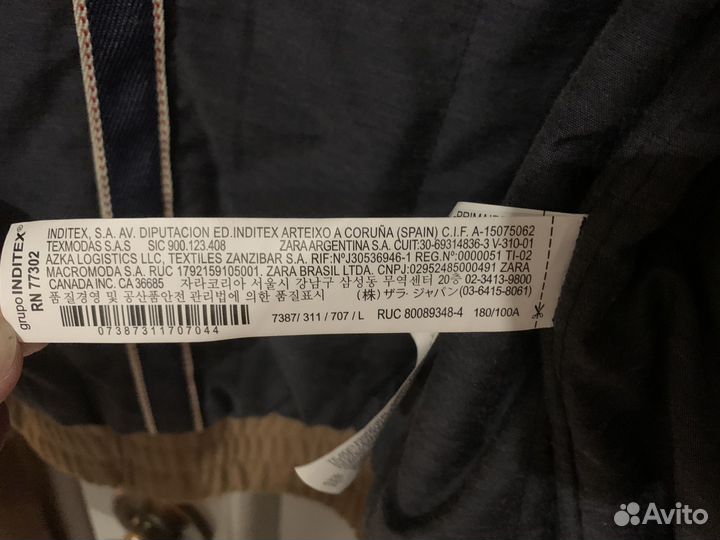 INDITEX, S.A. AV. DIPUTACION ED.INDITEX ARTEIXO A CORUÑA (SPAIN) C.I.F. A-15075062
TEXMODAS S.A.S SIC 900.123.408 ZARA ARGENTINA S.A. CUIT:30-69314836-3 V-310-01
AZKA LOGISTICS LLC, TEXTILES ZANZIBAR S.A. RIF:NºJ30536946-1 REG.Nº:0000051 TI-02
MACROMODA S.A. RUC 1792159105001. ZARA BRASIL LTDA. CNPJ:02952485000491 ZARA
CANADA INC. CA 36685 자라코리아 서울시 강남구 삼성동 무역센터 20층 02-3413-9800
품질경영 및 공산품안전 관리법에 의한 품질표시 (株) ザラ・ジャパン (03-6415-8061)
07387311707044 7387/ 311 / 707 / L RUC 80089348-4 180/100A
grupo INDITEX®
RN 77302
Avito